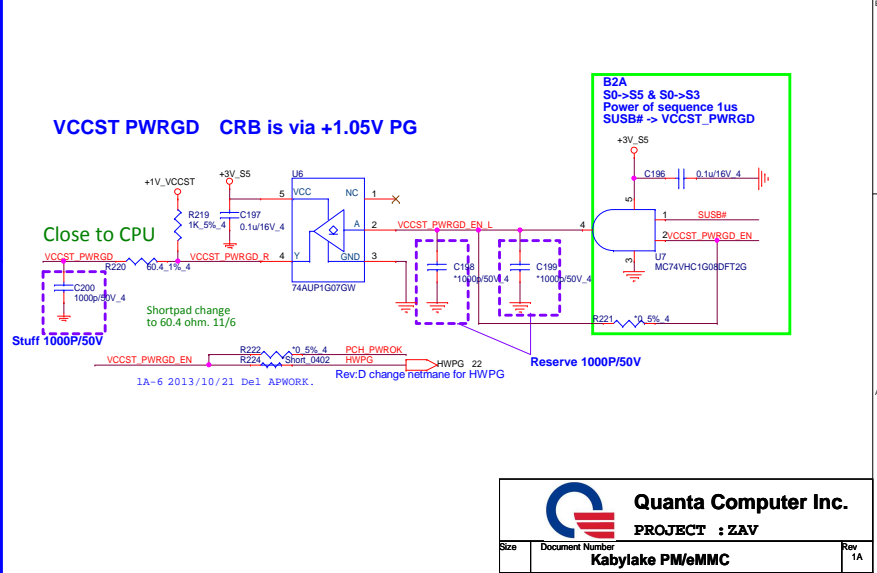 B2A
S0->S5 & S0->S3
Power of sequence 1us
SUSB# -> VCCST_PWRGD
VCCST PWRGD CRB is via +1.05V PG
+3V_S5
C196
0.1u/16V_4
5
1
SUSB#
2
VCCST_PWRGD_EN
4
3
U7
MC74VHC1G08DFT2G
R221
*0_5%_4
+1V_VCCST
+3V_S5
U6
5
VCC
NC
1
R219
1K_5%_4
C197
0.1u/16V_4
A
2
VCCST_PWRGD_EN_L
Close to CPU
VCCST_PWRGD
R220
60.4_1%_4
VCCST_PWRGD_R
4
Y
GND
3
74AUP1G07GW
C198
*1000p/50V_4
C199
*1000p/50V_4
C200
1000p/50V_4
Shortpad change
to 60.4 ohm. 11/6
Stuff 1000P/50V
Reserve 1000P/50V
VCCST_PWRGD_EN
R222
*0_5%_4
PCH_PWROK
R224
Short_0402
HWPG
HWPG 22
Rev:D change netmane for HWPG
1A-6 2013/10/21 Del APWORK.
Quanta Computer Inc.
PROJECT : ZAV
Size
Document Number
Rev
Kabylake PM/eMMC
1A